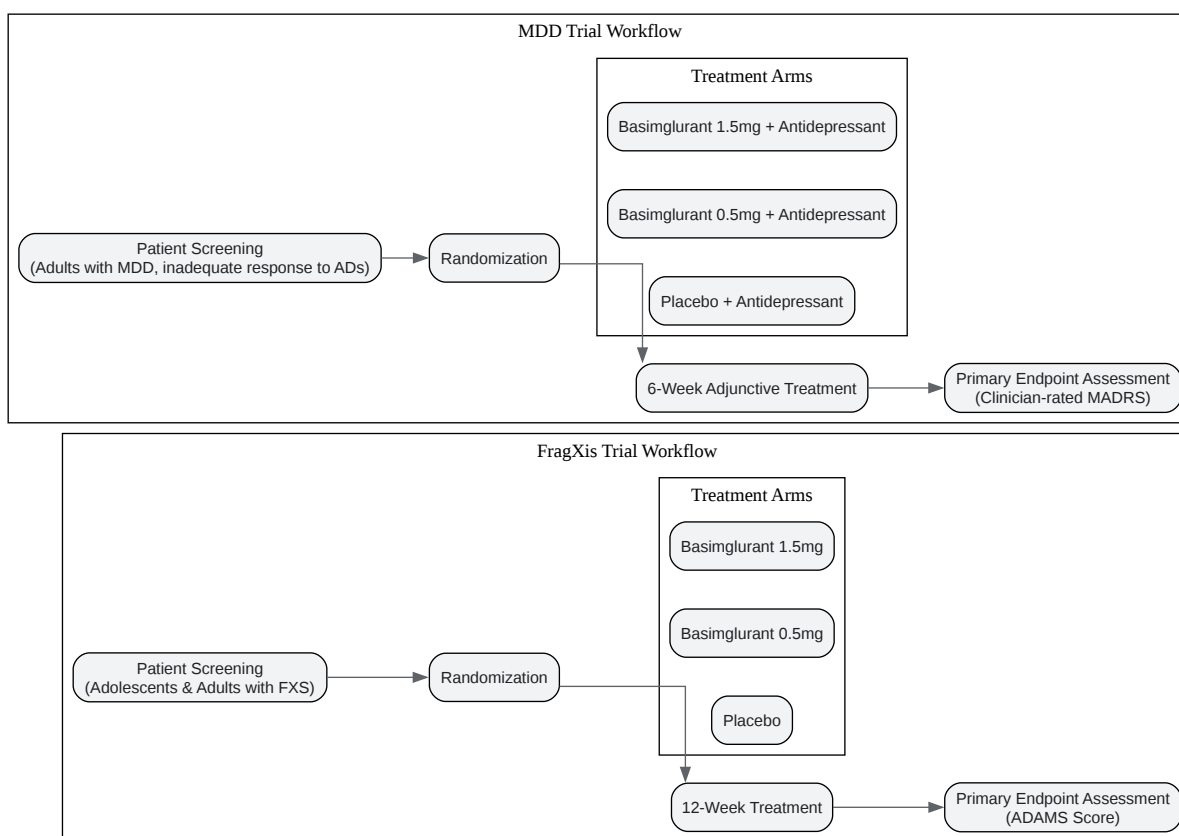 MDD Trial Workflow
Treatment Arms
Basimglurant 1.5mg + Antidepressant
Basimglurant 0.5mg + Antidepressant
Patient Screening
(Adults with MDD, inadequate response to ADs)
Randomization
Placebo + Antidepressant
6-Week Adjunctive Treatment
Primary Endpoint Assessment
(Clinician-rated MADRS)
FragXis Trial Workflow
Treatment Arms
Basimglurant 1.5mg
Basimglurant 0.5mg
Patient Screening
(Adolescents & Adults with FXS)
Randomization
Placebo
12-Week Treatment
Primary Endpoint Assessment
(ADAMS Score)